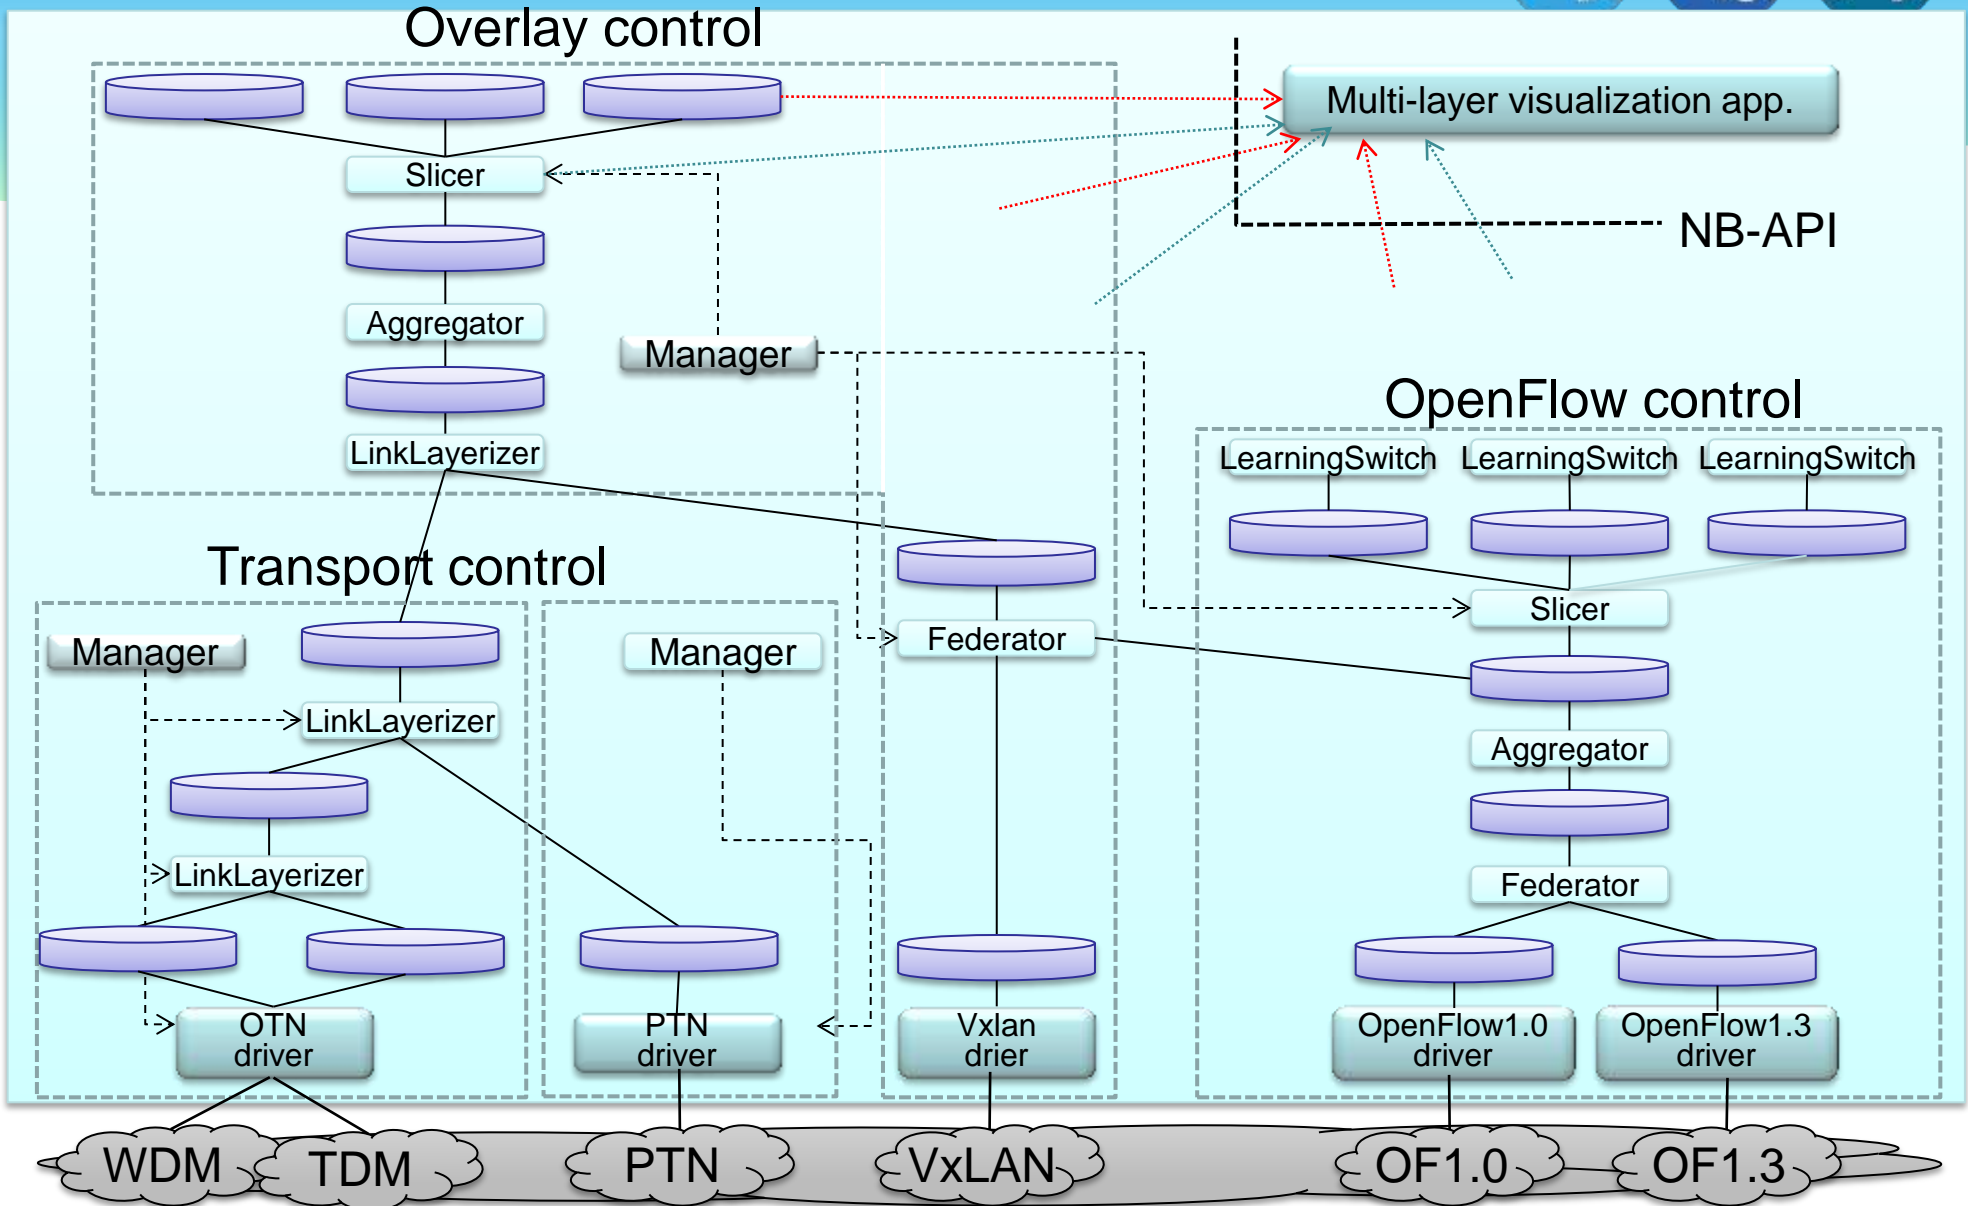 Overlay control
Multi-layer visualization app.
Slicer
NB-API
Aggregator
Manager
OpenFlow control
LinkLayerizer
LearningSwitch
LearningSwitch
LearningSwitch
Transport control
Slicer
Manager
Manager
Federator
LinkLayerizer
Aggregator
LinkLayerizer
Federator
OTN
driver
PTN
driver
Vxlan
drier
OpenFlow1.0
driver
OpenFlow1.3
driver
WDM
TDM
PTN
VxLAN
OF1.0
OF1.3